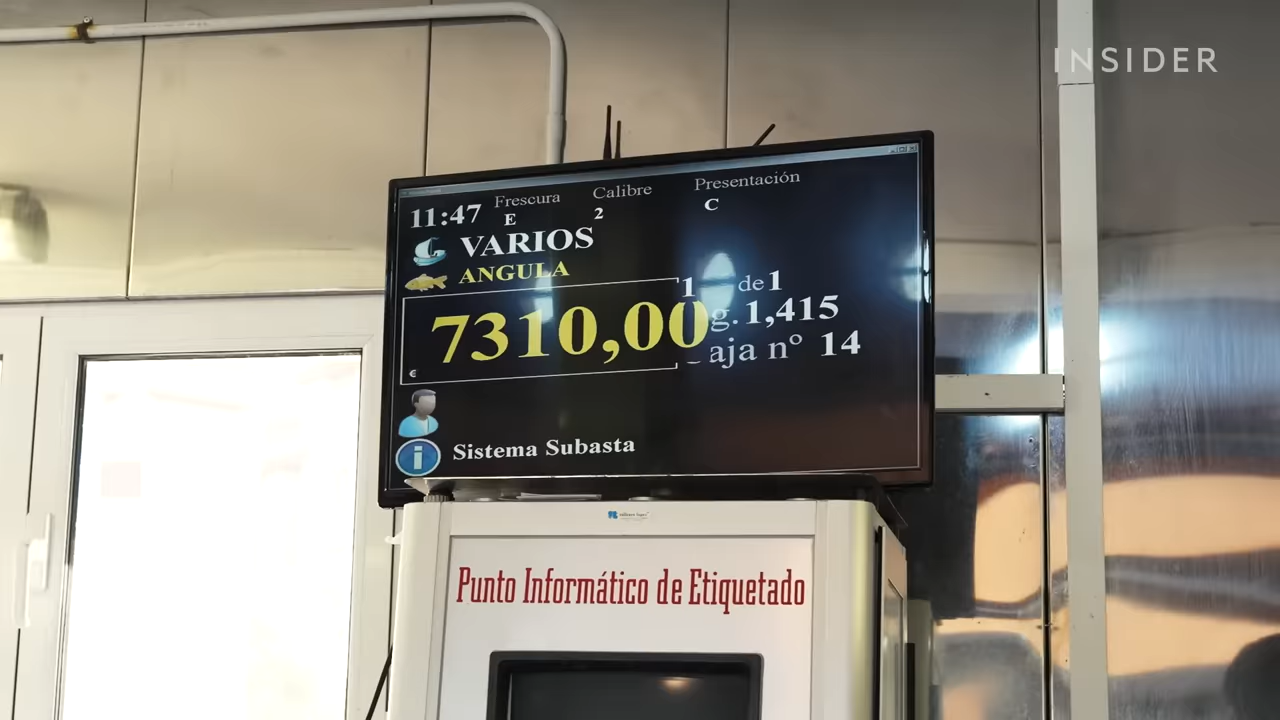 INSIDER
Frescura Calibre Presentación
11:47 E 2 C
VARIOS
ANGULA
1 de 1
7310,00 g. 1,415
€ aja nº 14
Sistema Subasta
Punto Informático de Etiquetado